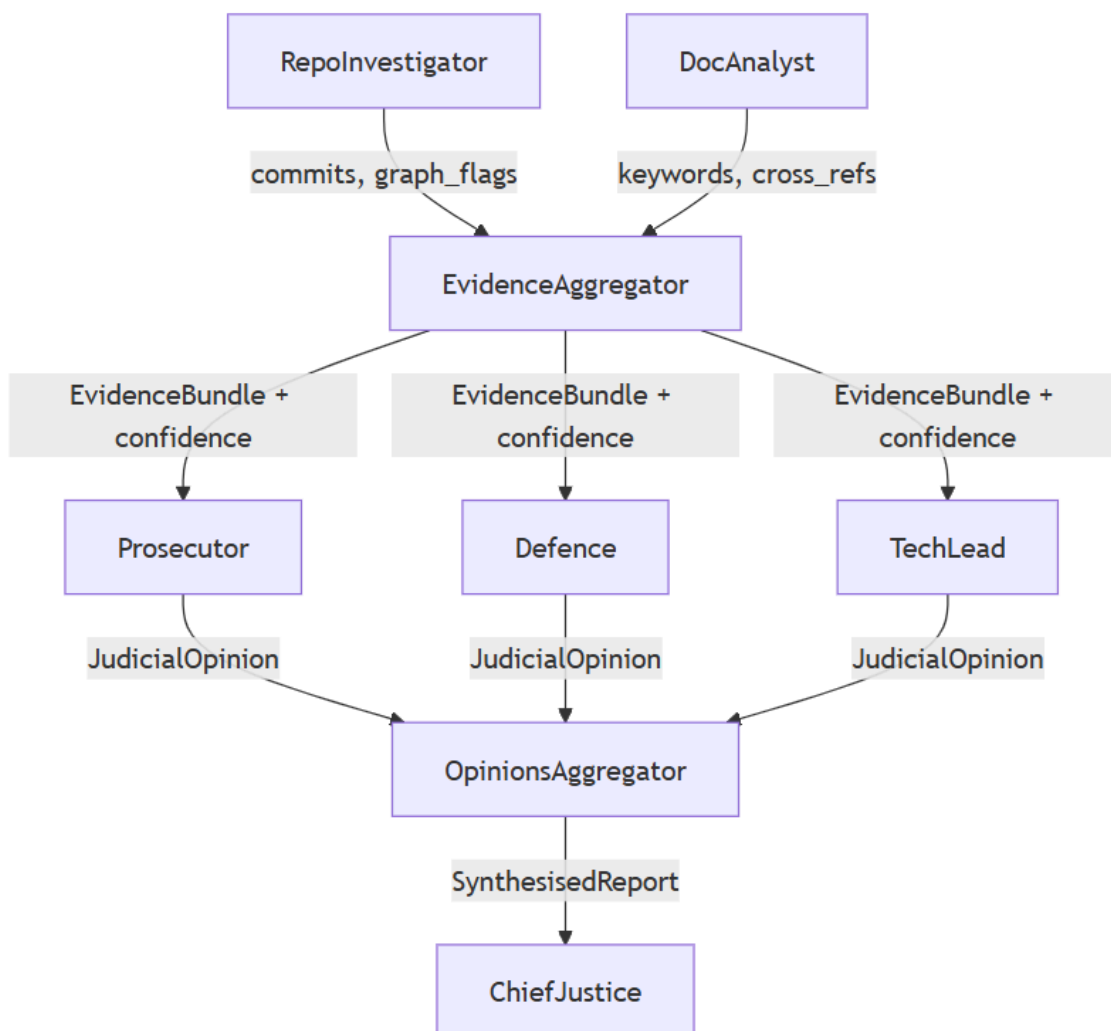 RepoInvestigator
DocAnalyst
commits, graph_flags
keywords, cross_refs
EvidenceAggregator
EvidenceBundle +
confidence
EvidenceBundle +
confidence
EvidenceBundle +
confidence
Prosecutor
Defence
TechLead
JudicialOpinion
JudicialOpinion
JudicialOpinion
OpinionsAggregator
SynthesisedReport
ChiefJustice